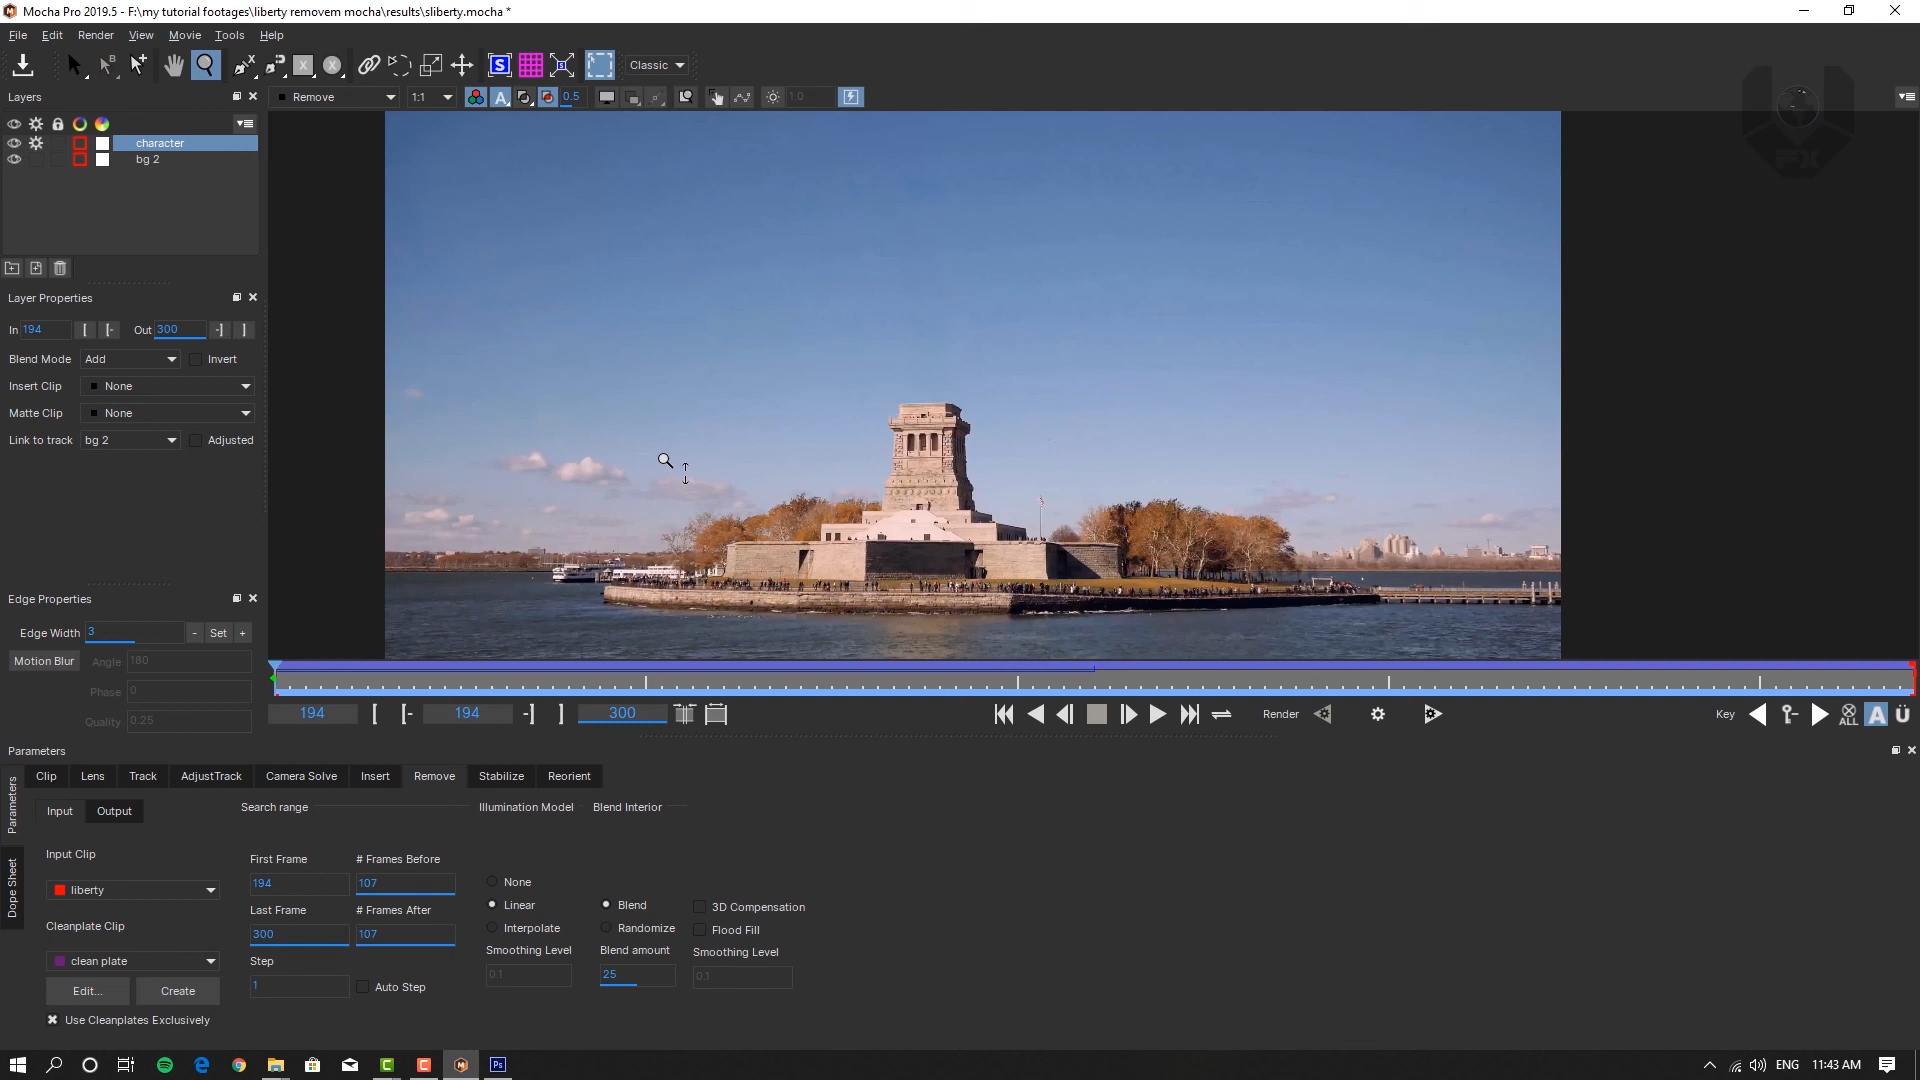 Mocha Pro 2019.5 - F:\my tutorial footages\liberty removem mocha\results\sliberty.mocha *
File Edit Render View Movie Tools Help
Classic
Layers
Remove 1:1 A 0.5 1.0
character
bg 2
FX
Layer Properties
In 194 [ [- Out 300 -] ]
Blend Mode Add Invert
Insert Clip None
Matte Clip None
Link to track bg 2 Adjusted
Edge Properties
Edge Width 3 - Set +
Motion Blur Angle 180
Phase 0
Quality 0.25
194 [ [- 194 -] ] 300 Render Key ALL A Ü
Parameters
Clip Lens Track AdjustTrack Camera Solve Insert Remove Stabilize Reorient
Parameters
Dope Sheet
Input Output Search range Illumination Model Blend Interior
Input Clip
liberty
Cleanplate Clip
clean plate
Edit... Create
Use Cleanplates Exclusively
First Frame # Frames Before
194 107
Last Frame # Frames After
300 107
Step
1 Auto Step
None
Linear
Interpolate
Smoothing Level
0.1
Blend
Randomize
Blend amount
25
3D Compensation
Flood Fill
Smoothing Level
0.1
ENG 11:43 AM